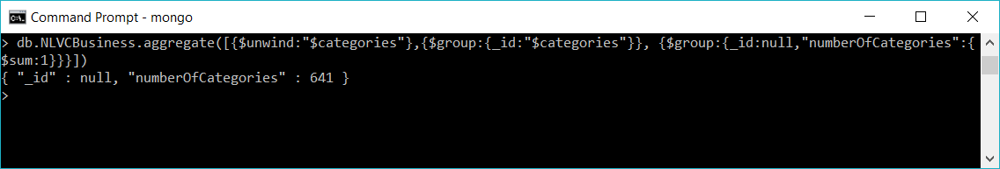 Command Prompt - mongo
> db.NLVCBusiness.aggregate([{$unwind:"$categories"},{$group:{_id:"$categories"}}, {$group:{_id:null,"numberOfCategories":{
$sum:1}}}])
{ "_id" : null, "numberOfCategories" : 641 }
>